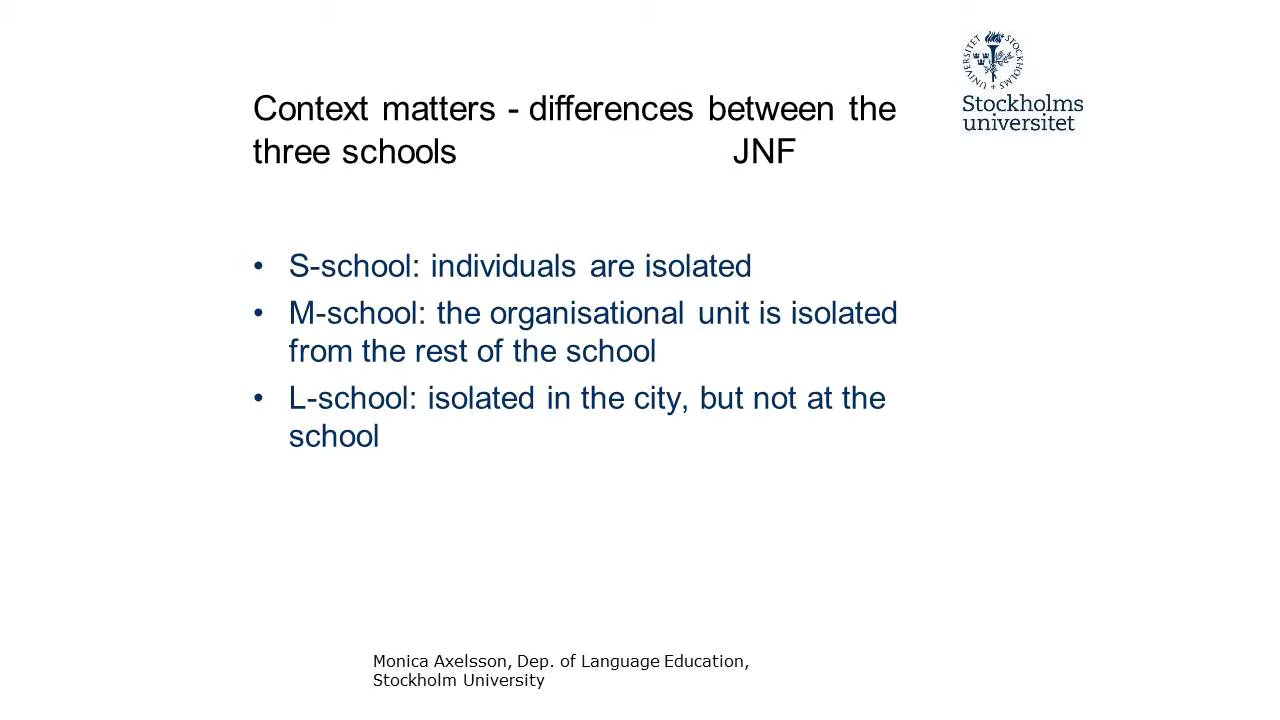 Context matters - differences between the
three schools JNF
STOCKHOLMS UNIVERSITET
Stockholms
universitet
• S-school: individuals are isolated
• M-school: the organisational unit is isolated
from the rest of the school
• L-school: isolated in the city, but not at the
school
Monica Axelsson, Dep. of Language Education,
Stockholm University